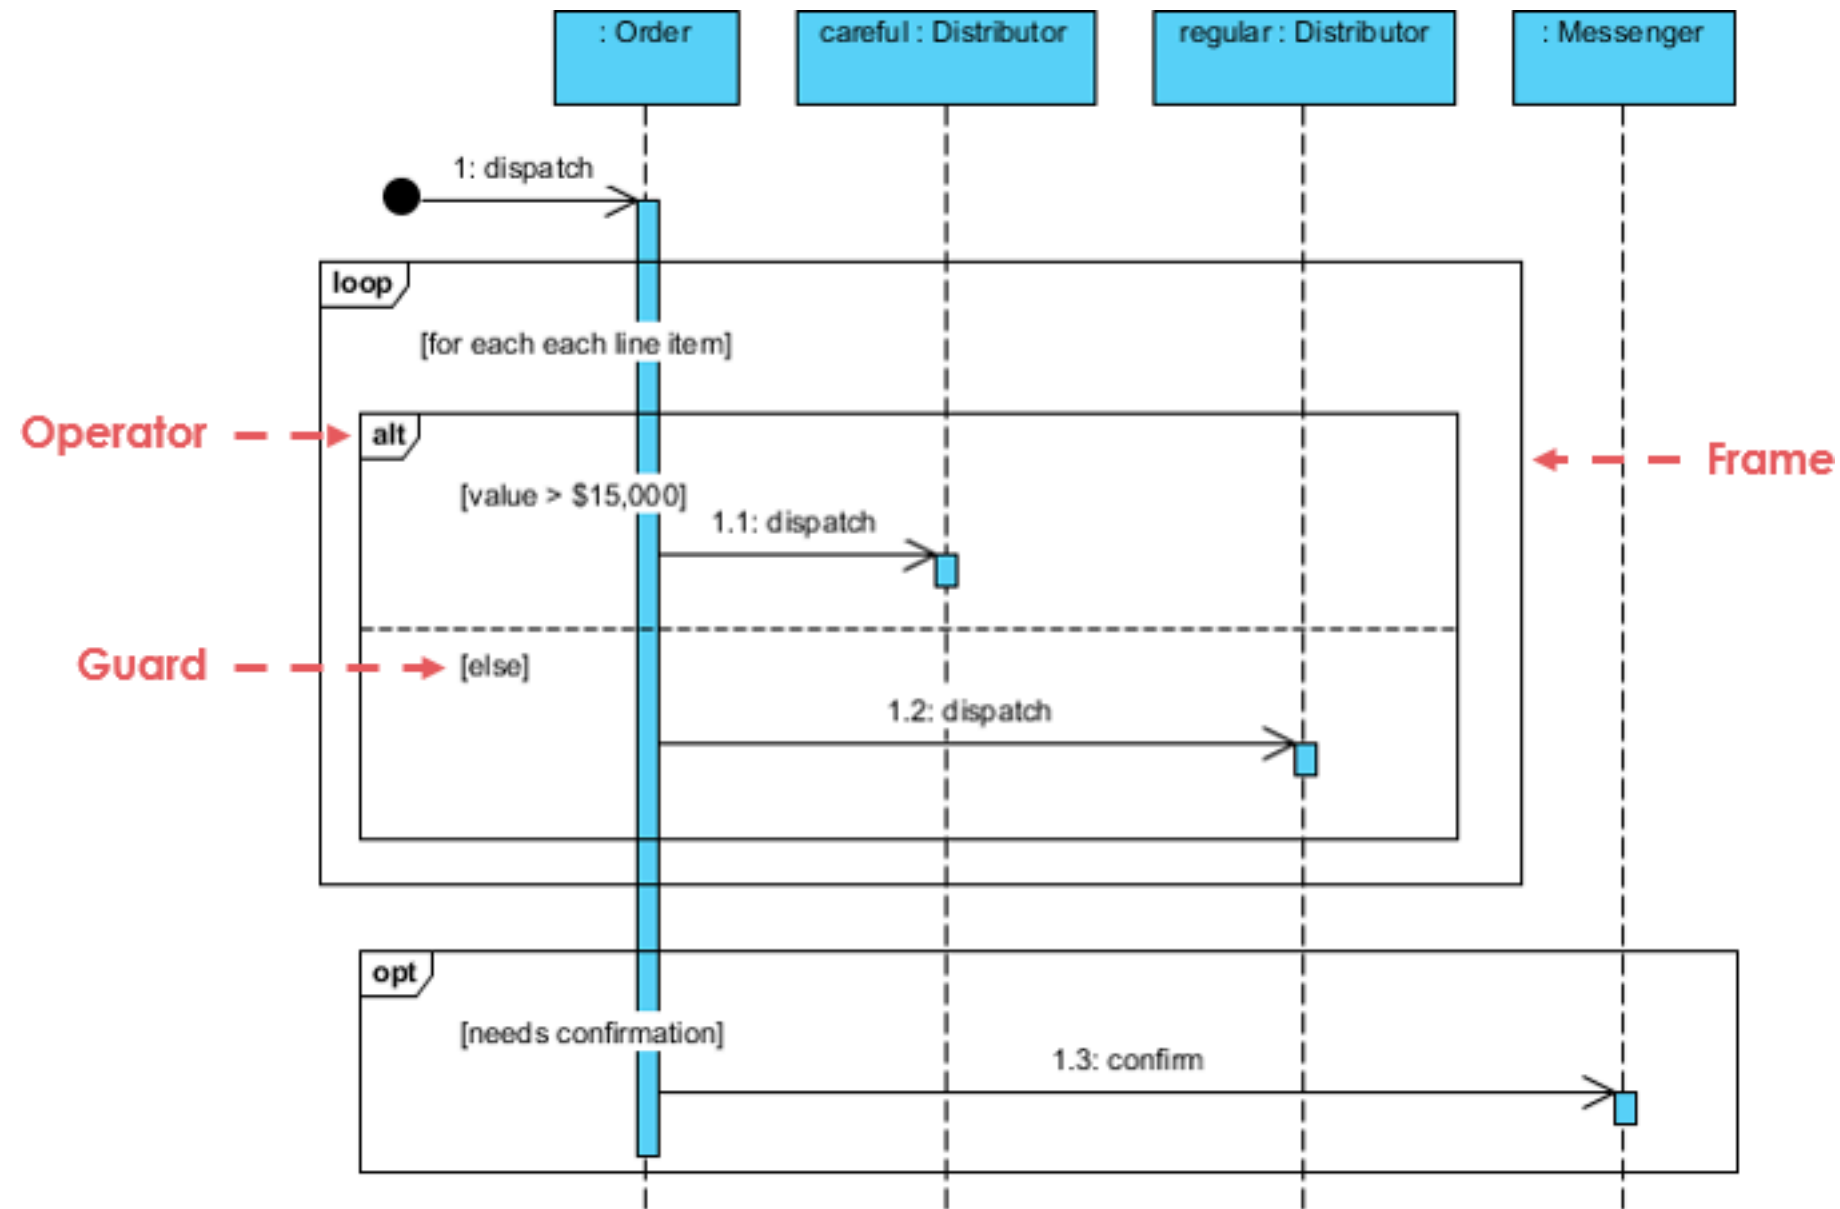 : Order
careful : Distributor
regular : Distributor
: Messenger
1: dispatch
loop
[for each each line item]
Operator
alt
Frame
[value > $15,000]
1.1: dispatch
Guard
[else]
1.2: dispatch
opt
[needs confirmation]
1.3: confirm